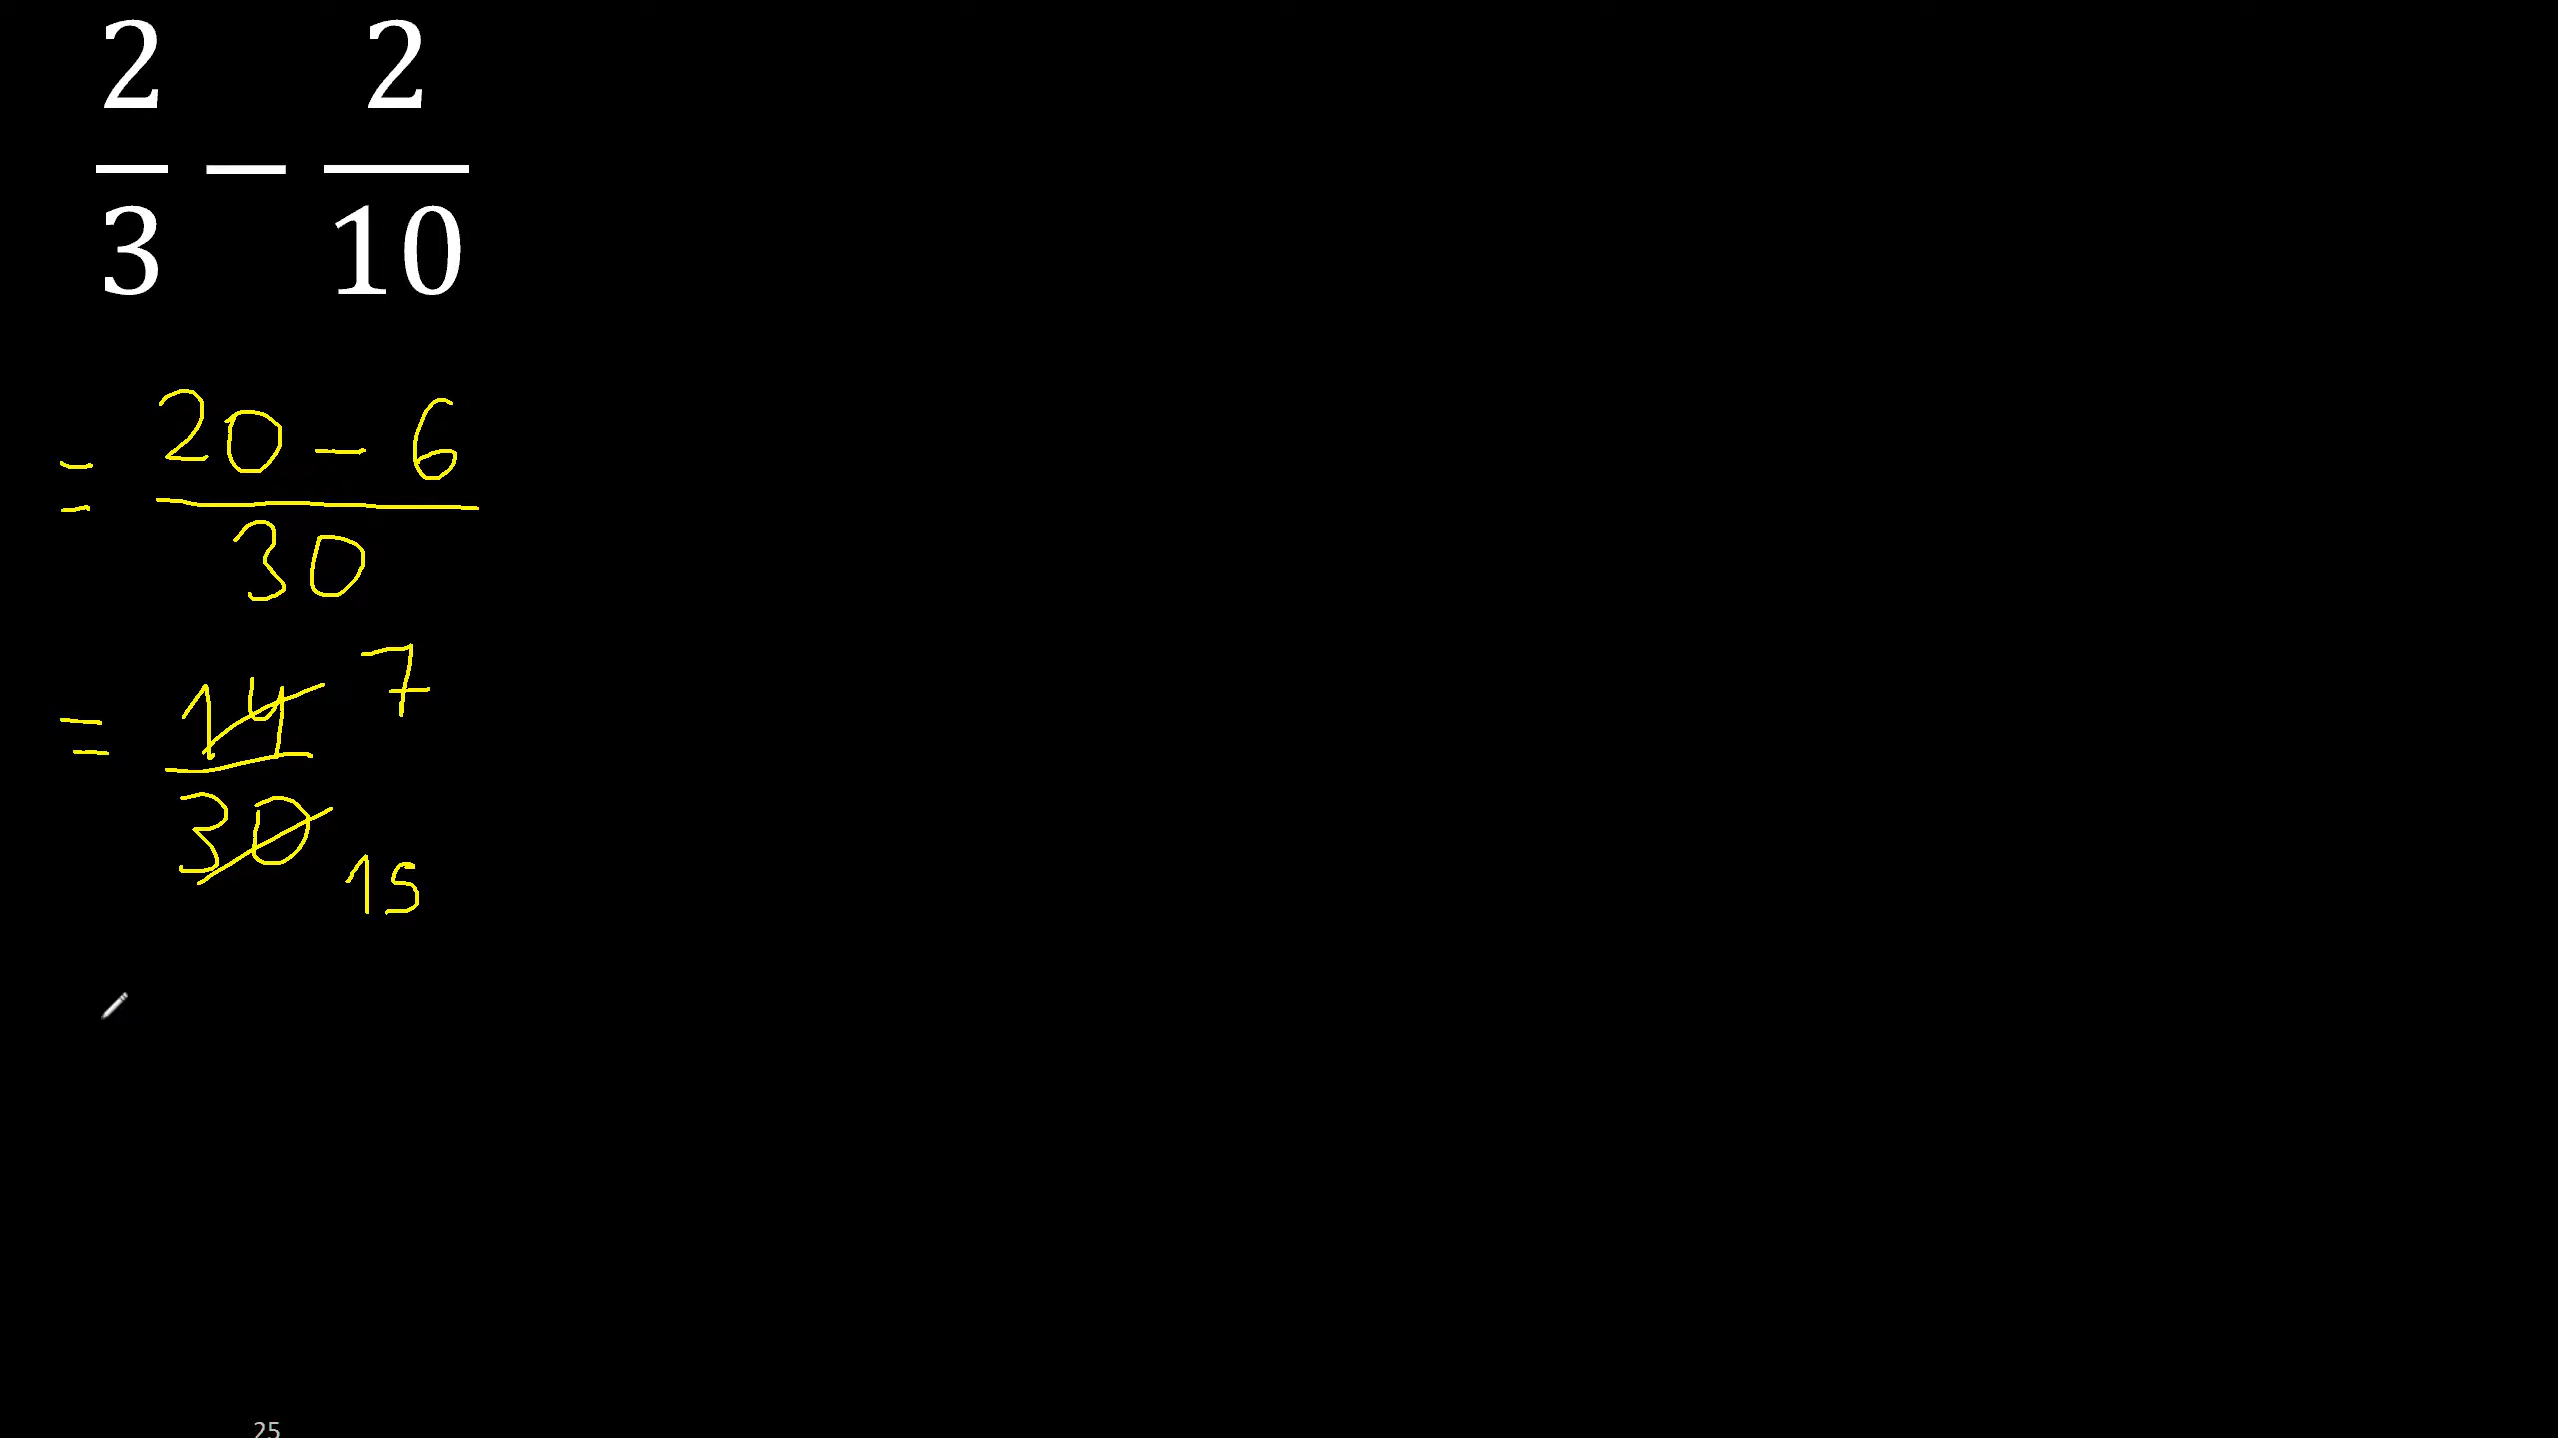 2/3 − 2/10
= (20 − 6)/30
= 14/30 7/15
25